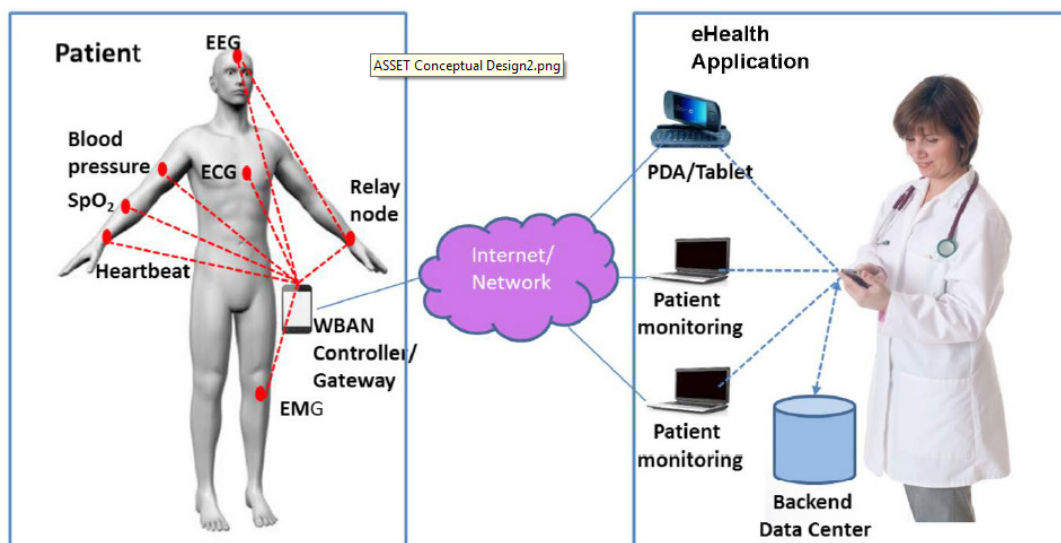 Patient
EEG
Blood
pressure
SpO₂
Heartbeat
ECG
Relay
node
WBAN
Controller/
Gateway
EMG
ASSET Conceptual Design2.png
Internet/
Network
eHealth
Application
PDA/Tablet
Patient
monitoring
Patient
monitoring
Backend
Data Center